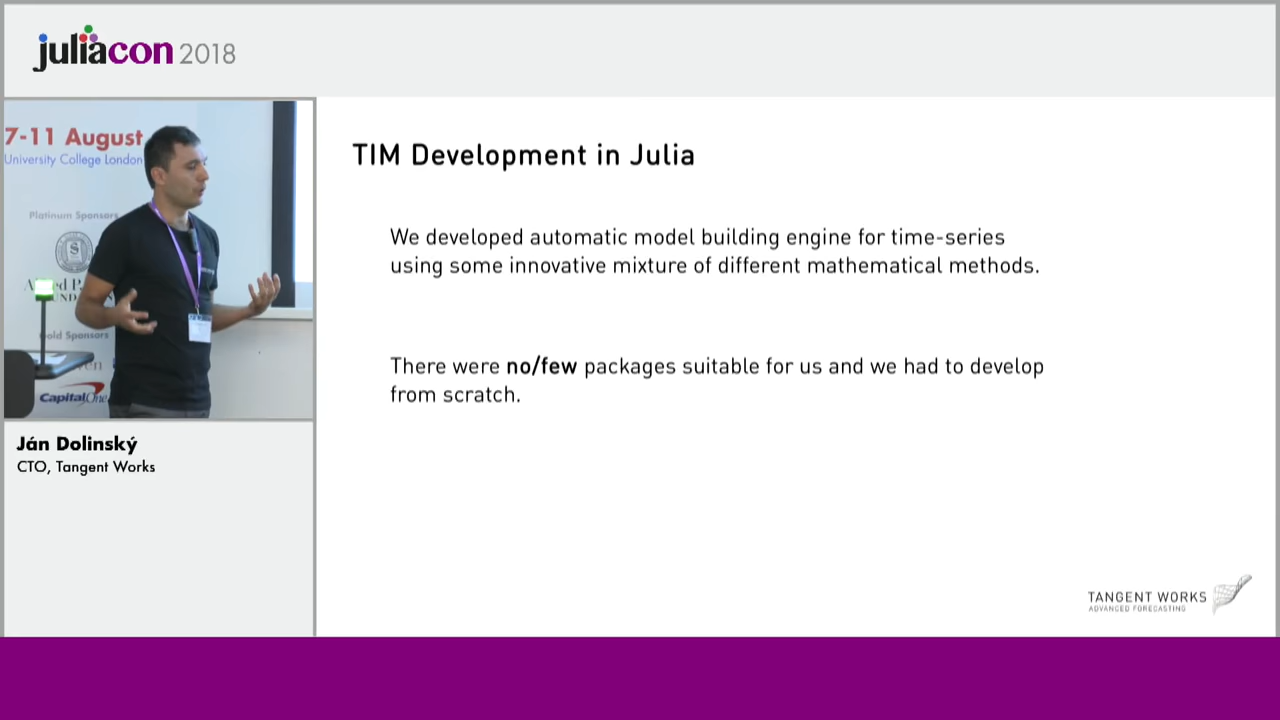 juliacon 2018
7-11 August
University College London
Platinum Sponsors
Gold Sponsors
CapitalOne
Ján Dolinský
CTO, Tangent Works
TIM Development in Julia
We developed automatic model building engine for time-series
using some innovative mixture of different mathematical methods.
There were no/few packages suitable for us and we had to develop
from scratch.
TANGENT WORKS
ADVANCED FORECASTING